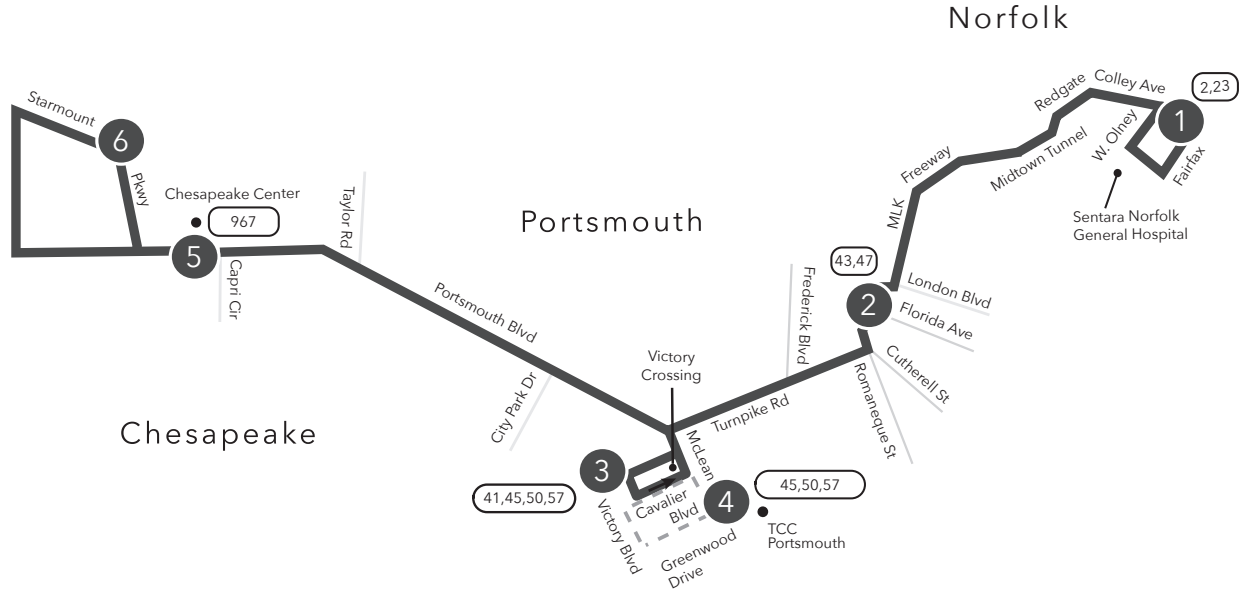 Norfolk
Redgate
Colley Ave
2,23
1
W. Olney
Fairfax
Midtown Tunnel
Freeway
MLK
Sentara Norfolk
General Hospital
Starmount
6
Pkwy
Chesapeake Center
967
5
Capri Cir
Taylor Rd
Portsmouth
Portsmouth Blvd
43,47
2
London Blvd
Florida Ave
Cutherell St
Romaneque St
Frederick Blvd
Turnpike Rd
Victory
Crossing
City Park Dr
Chesapeake
McLean
3
41,45,50,57
Cavalier
Blvd
4
45,50,57
TCC
Portsmouth
Victory Blvd
Greenwood
Drive